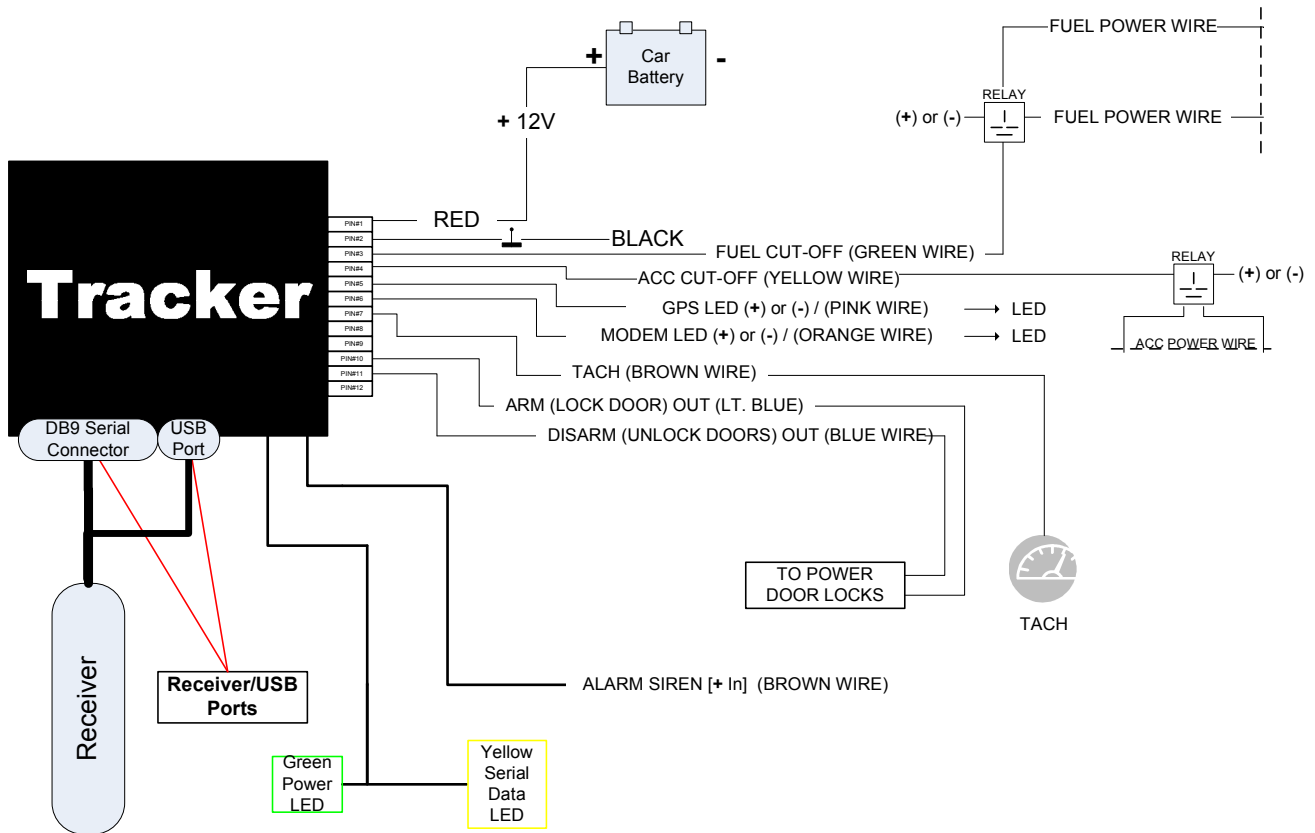 FUEL POWER WIRE
+
Car
Battery
-
RELAY
+ 12V
(+) or (-)
FUEL POWER WIRE
PIN#1
RED
PIN#2
BLACK
PIN#3
FUEL CUT-OFF (GREEN WIRE)
PIN#4
ACC CUT-OFF (YELLOW WIRE)
RELAY
(+) or (-)
Tracker
PIN#5
GPS LED (+) or (-) / (PINK WIRE)
LED
PIN#6
MODEM LED (+) or (-) / (ORANGE WIRE)
LED
ACC POWER WIRE
PIN#7
PIN#8
PIN#9
TACH (BROWN WIRE)
PIN#10
PIN#11
PIN#12
ARM (LOCK DOOR) OUT (LT. BLUE)
DISARM (UNLOCK DOORS) OUT (BLUE WIRE)
DB9 Serial
Connector
USB
Port
TO POWER
DOOR LOCKS
TACH
Receiver
Receiver/USB
Ports
ALARM SIREN [+ In] (BROWN WIRE)
Green
Power
LED
Yellow
Serial
Data
LED